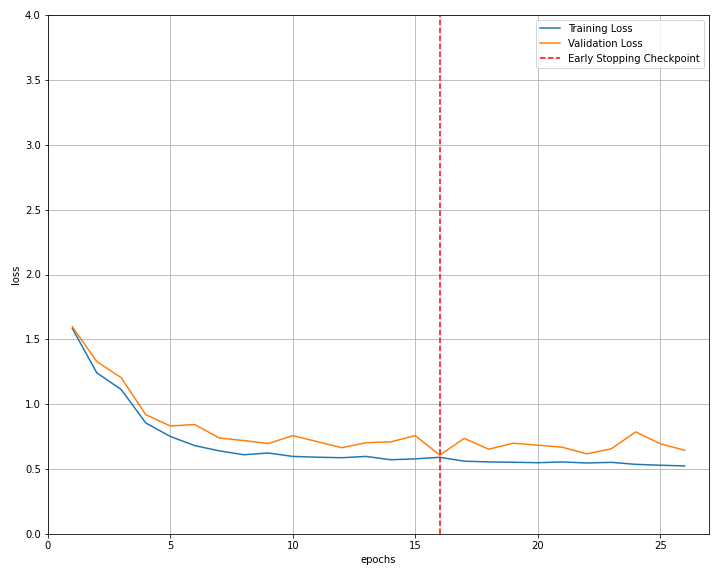 4.0
3.5
3.0
2.5
2.0
1.5
1.0
0.5
0.0
loss
0 5 10 15 20 25
epochs
Training Loss
Validation Loss
Early Stopping Checkpoint